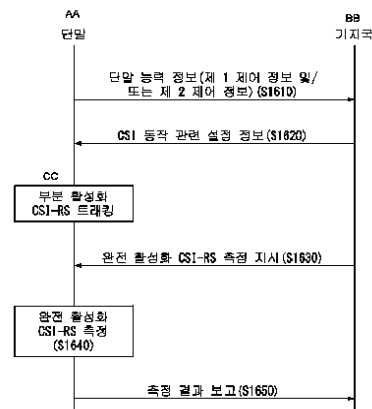 AA
단말
BB
기지국
단말 능력 정보(제 1 제어 정보 및/
또는 제 2 제어 정보)(S1610)
CSI 동작 관련 설정 정보(S1620)
CC
부분 활성화
CSI-RS 트래킹
완전 활성화 CSI-RS 측정 지시(S1630)
완전 활성화
CSI-RS 측정
(S1640)
측정 결과 보고(S1650)